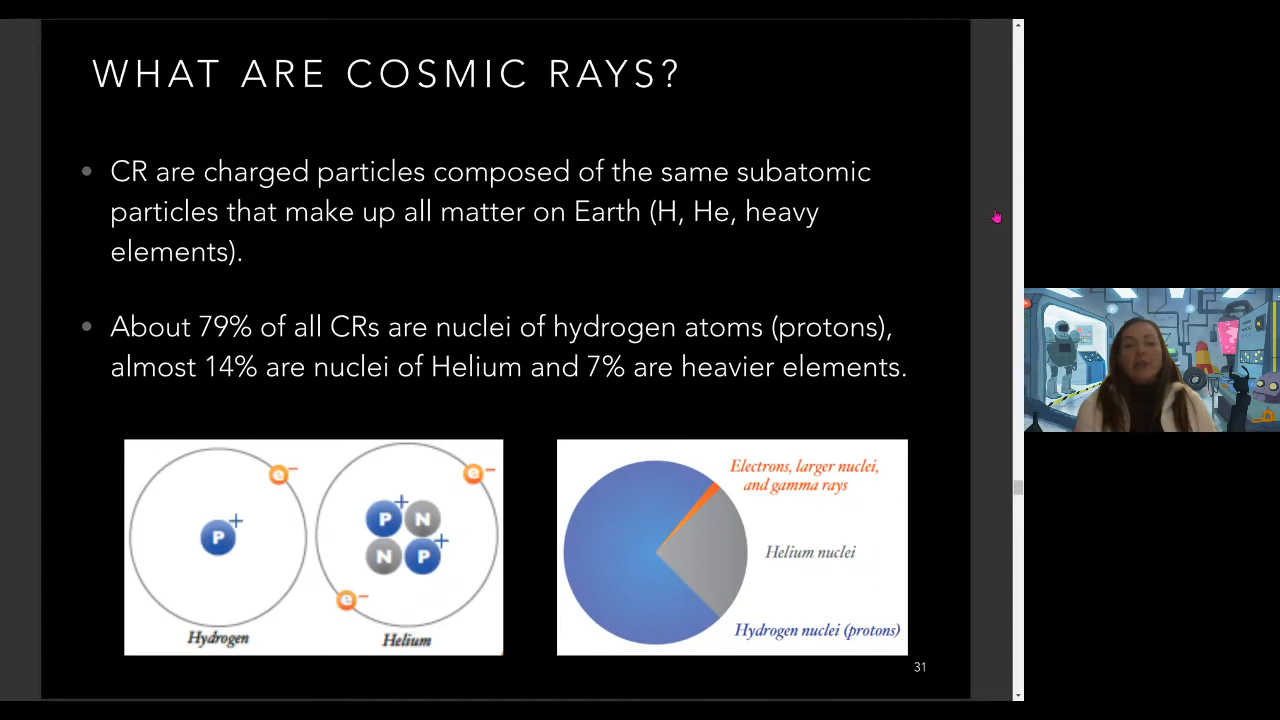 WHAT ARE COSMIC RAYS?
• CR are charged particles composed of the same subatomic
particles that make up all matter on Earth (H, He, heavy
elements).
• About 79% of all CRs are nuclei of hydrogen atoms (protons),
almost 14% are nuclei of Helium and 7% are heavier elements.
e−
P+
Hydrogen
e−
P+ N
N P+
e−
Helium
Electrons, larger nuclei,
and gamma rays
Helium nuclei
Hydrogen nuclei (protons)
31